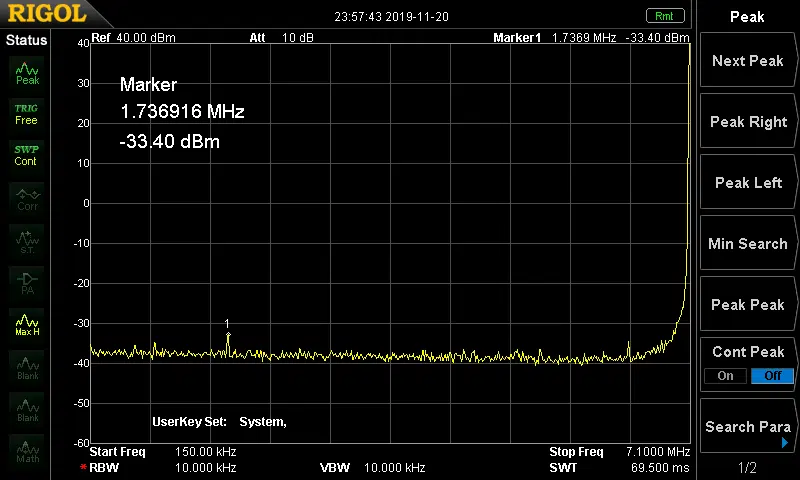 RIGOL
23:57:43 2019-11-20
Rmt
Peak
Status
Ref 40.00 dBm Att 10 dB Marker1 1.7369 MHz -33.40 dBm
Peak
TRIG
Free
SWP
Cont
Corr
S.T.
PA
Max H
Blank
Blank
Math
40
30
20
10
0
-10
-20
-30
-40
-50
-60
Marker
1.736916 MHz
-33.40 dBm
1
UserKey Set: System,
Start Freq 150.00 kHz Stop Freq 7.1000 MHz
*RBW 10.000 kHz VBW 10.000 kHz SWT 69.500 ms
Next Peak
Peak Right
Peak Left
Min Search
Peak Peak
Cont Peak
On Off
Search Para
1/2